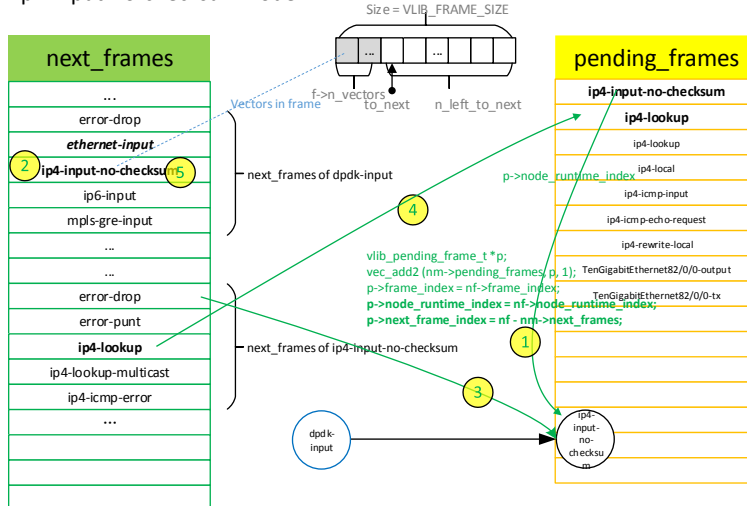 Size = VLIB_FRAME_SIZE
next_frames
pending_frames
...
...
f->n_vectors
to_next
n_left_to_next
Vectors in frame
...
error-drop
ethernet-input
2
ip4-input-no-checksum
5
ip6-input
mpls-gre-input
...
...
error-drop
error-punt
ip4-lookup
ip4-lookup-multicast
ip4-icmp-error
...
next_frames of dpdk-input
next_frames of ip4-input-no-checksum
4
3
1
vlib_pending_frame_t *p;
vec_add2 (nm->pending_frames, p, 1);
p->frame_index = nf->frame_index;
p->node_runtime_index = nf->node_runtime_index;
p->next_frame_index = nf - nm->next_frames;
p->node_runtime_index
ip4-input-no-checksum
ip4-lookup
ip4-lookup
ip4-local
ip4-icmp-input
ip4-icmp-echo-request
ip4-rewrite-local
TenGigabitEthernet82/0/0-output
TenGigabitEthernet82/0/0-tx
dpdk-
input
ip4-
input-
no-
checksu
m